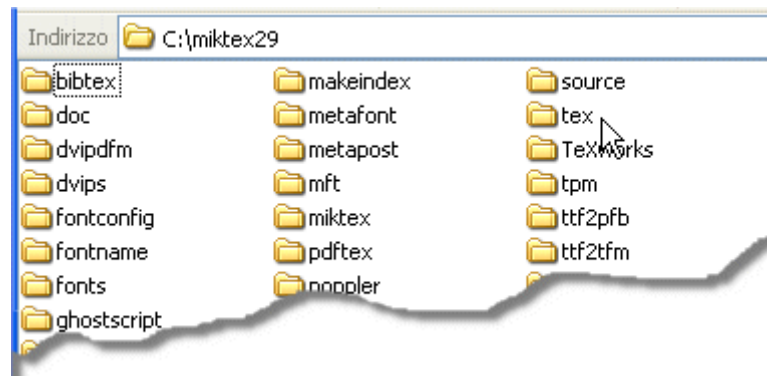 Indirizzo C:\miktex29
bibtex
doc
dvipdfm
dvips
fontconfig
fontname
fonts
ghostscript
makeindex
metafont
metapost
mft
miktex
pdftex
poppler
source
tex
TeXworks
tpm
ttf2pfb
ttf2tfm